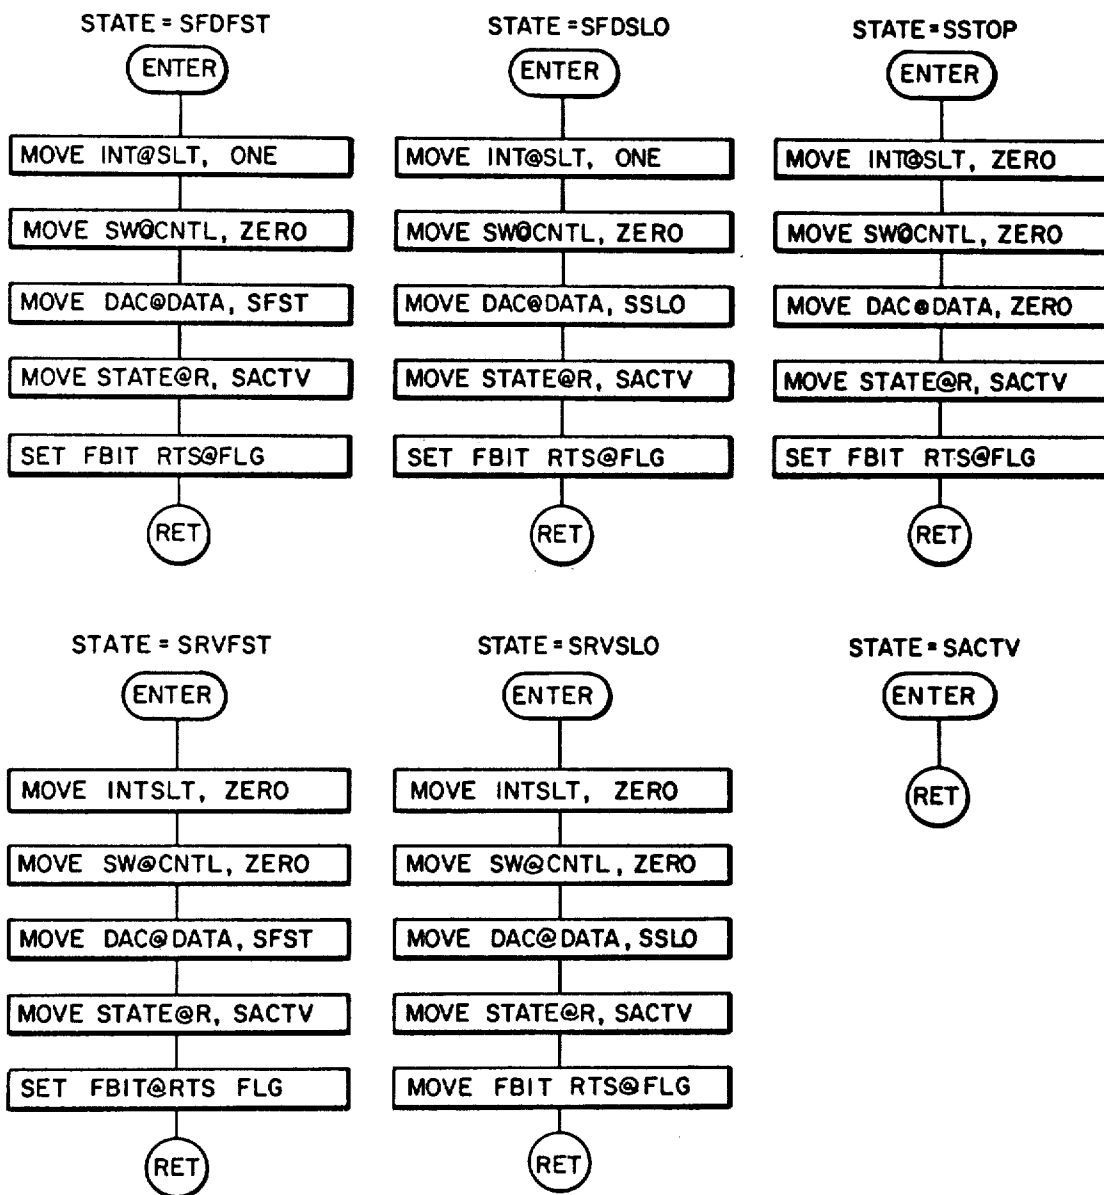 STATE = SFDFST
ENTER
MOVE INT@SLT, ONE
MOVE SW@CNTL, ZERO
MOVE DAC@DATA, SFST
MOVE STATE@R, SACTV
SET FBIT RTS@FLG
RET
STATE = SFDSLO
ENTER
MOVE INT@SLT, ONE
MOVE SW@CNTL, ZERO
MOVE DAC@DATA, SSLO
MOVE STATE@R, SACTV
SET FBIT RTS@FLG
RET
STATE = SSTOP
ENTER
MOVE INT@SLT, ZERO
MOVE SW@CNTL, ZERO
MOVE DAC@DATA, ZERO
MOVE STATE@R, SACTV
SET FBIT RTS@FLG
RET
STATE = SRVFST
ENTER
MOVE INTSLT, ZERO
MOVE SW@CNTL, ZERO
MOVE DAC@DATA, SFST
MOVE STATE@R, SACTV
SET FBIT@RTS FLG
RET
STATE = SRVSLO
ENTER
MOVE INTSLT, ZERO
MOVE SW@CNTL, ZERO
MOVE DAC@DATA, SSLO
MOVE STATE@R, SACTV
MOVE FBIT RTS@FLG
RET
STATE = SACTV
ENTER
RET